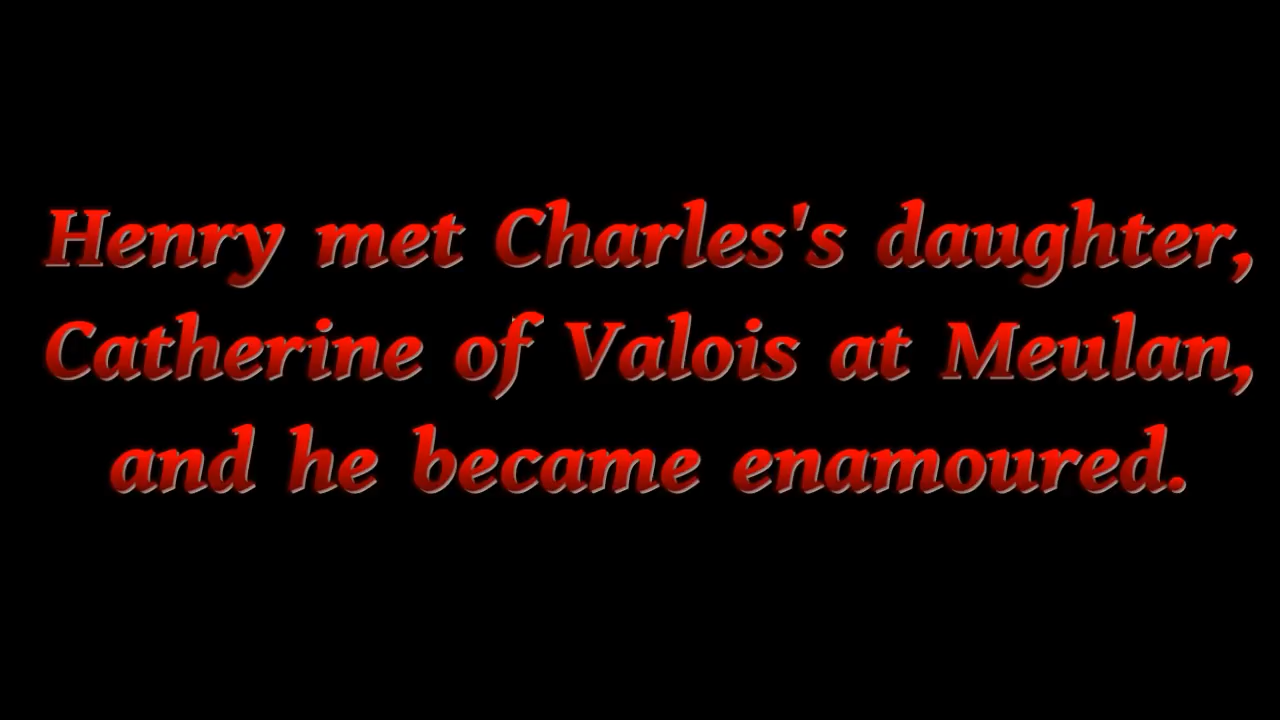 Henry met Charles's daughter,
Catherine of Valois at Meulan,
and he became enamoured.